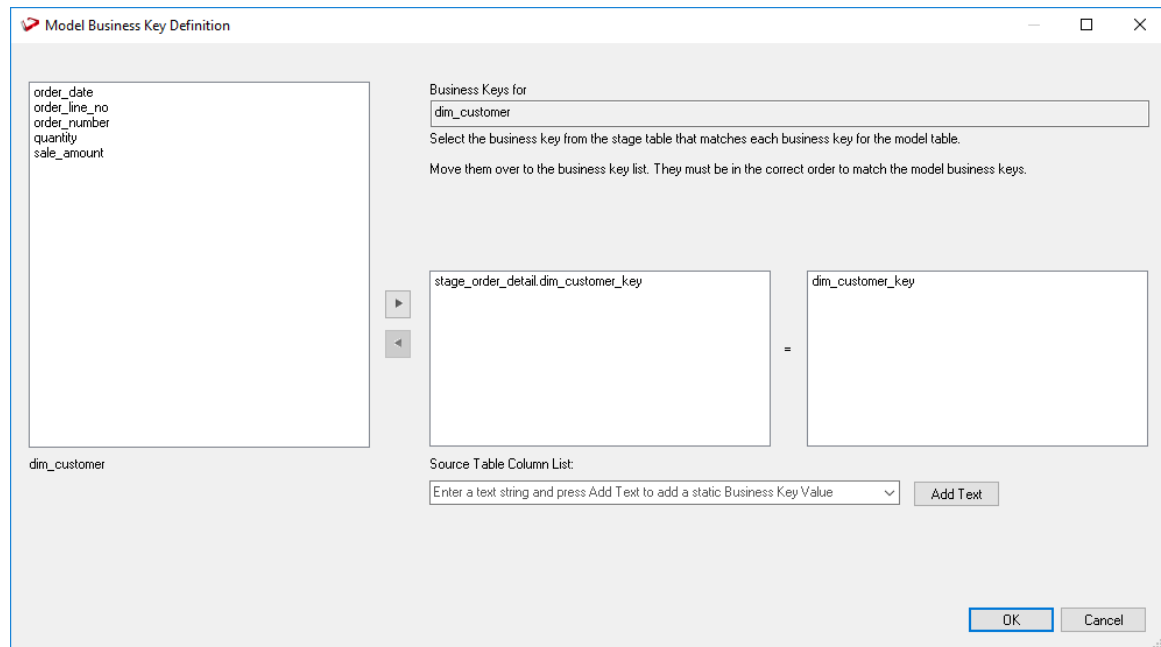 Model Business Key Definition
order_date
order_line_no
order_number
quantity
sale_amount
dim_customer
Business Keys for
dim_customer
Select the business key from the stage table that matches each business key for the model table.
Move them over to the business key list. They must be in the correct order to match the model business keys.
stage_order_detail.dim_customer_key
=
dim_customer_key
Source Table Column List:
Enter a text string and press Add Text to add a static Business Key Value
Add Text
OK
Cancel